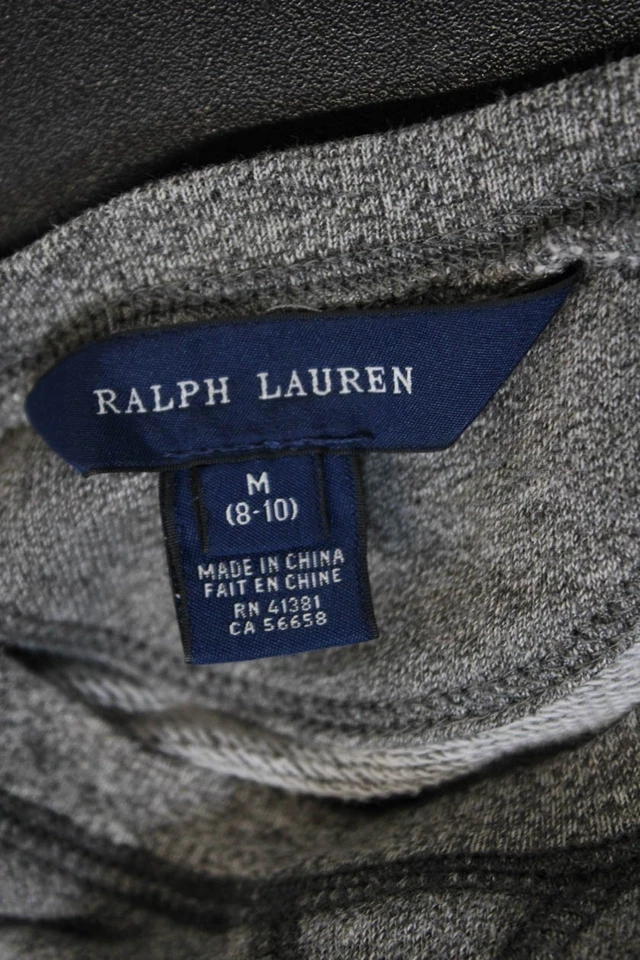 RALPH LAUREN
M
(8-10)
MADE IN CHINA
FAIT EN CHINE
RN 41381
CA 56658